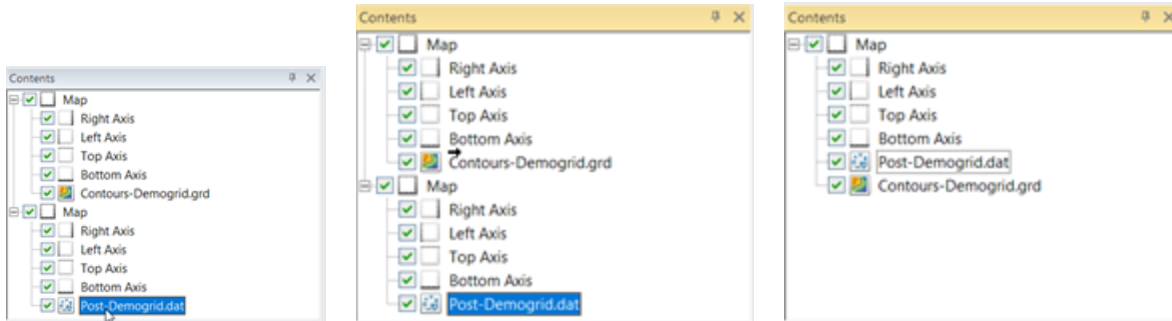 Contents
Map
Right Axis
Left Axis
Top Axis
Bottom Axis
Contours-Demogrid.grd
Map
Right Axis
Left Axis
Top Axis
Bottom Axis
Post-Demogrid.dat
Contents
Map
Right Axis
Left Axis
Top Axis
Bottom Axis
Contours-Demogrid.grd
Map
Right Axis
Left Axis
Top Axis
Bottom Axis
Post-Demogrid.dat
Contents
Map
Right Axis
Left Axis
Top Axis
Bottom Axis
Post-Demogrid.dat
Contours-Demogrid.grd